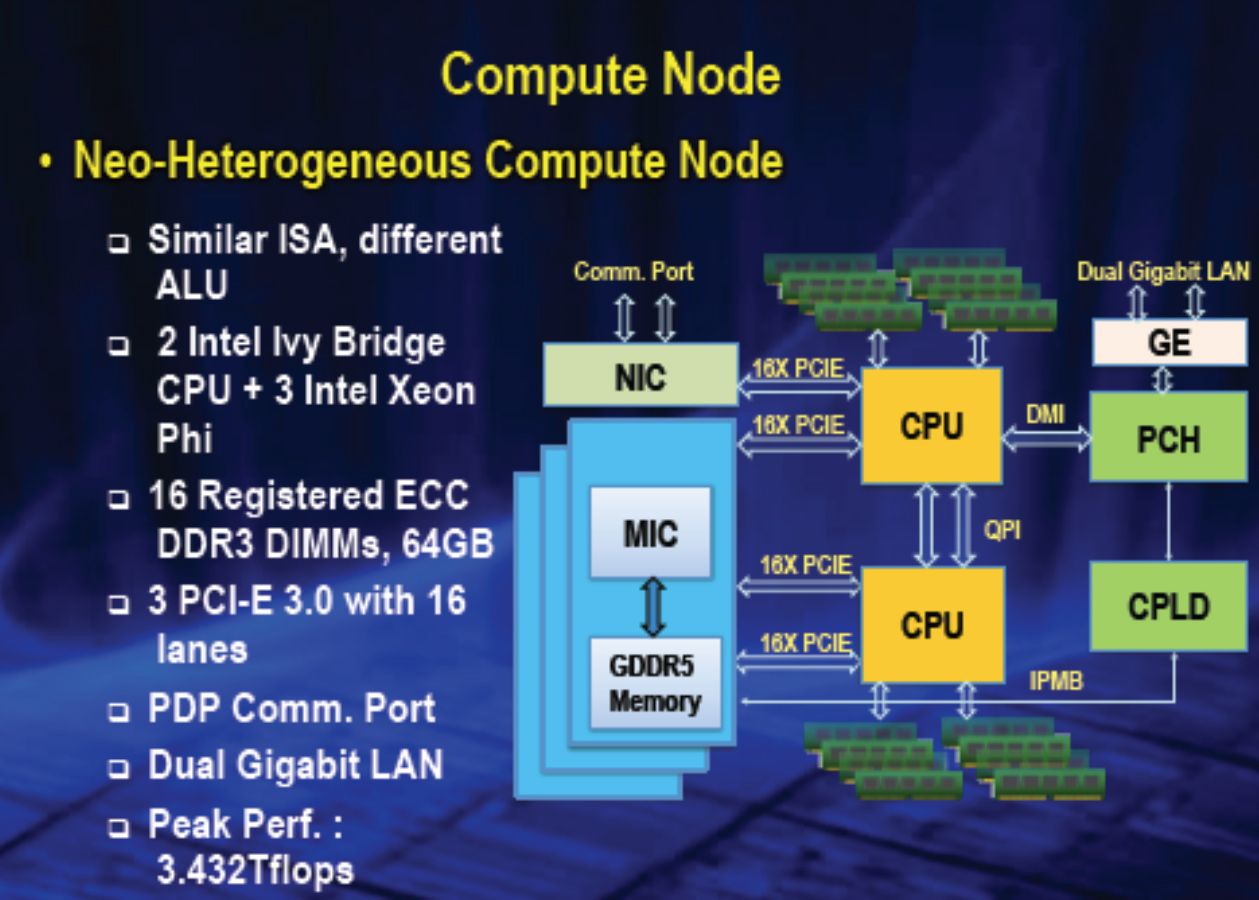 Compute Node
• Neo-Heterogeneous Compute Node
❑ Similar ISA, different
ALU
❑ 2 Intel Ivy Bridge
CPU + 3 Intel Xeon
Phi
❑ 16 Registered ECC
DDR3 DIMMs, 64GB
❑ 3 PCI-E 3.0 with 16
lanes
❑ PDP Comm. Port
❑ Dual Gigabit LAN
❑ Peak Perf. :
3.432Tflops
Comm. Port
Dual Gigabit LAN
NIC
16X PCIE
GE
16X PCIE
CPU
DMI
PCH
MIC
QPI
16X PCIE
CPU
CPLD
16X PCIE
GDDR5
Memory
IPMB